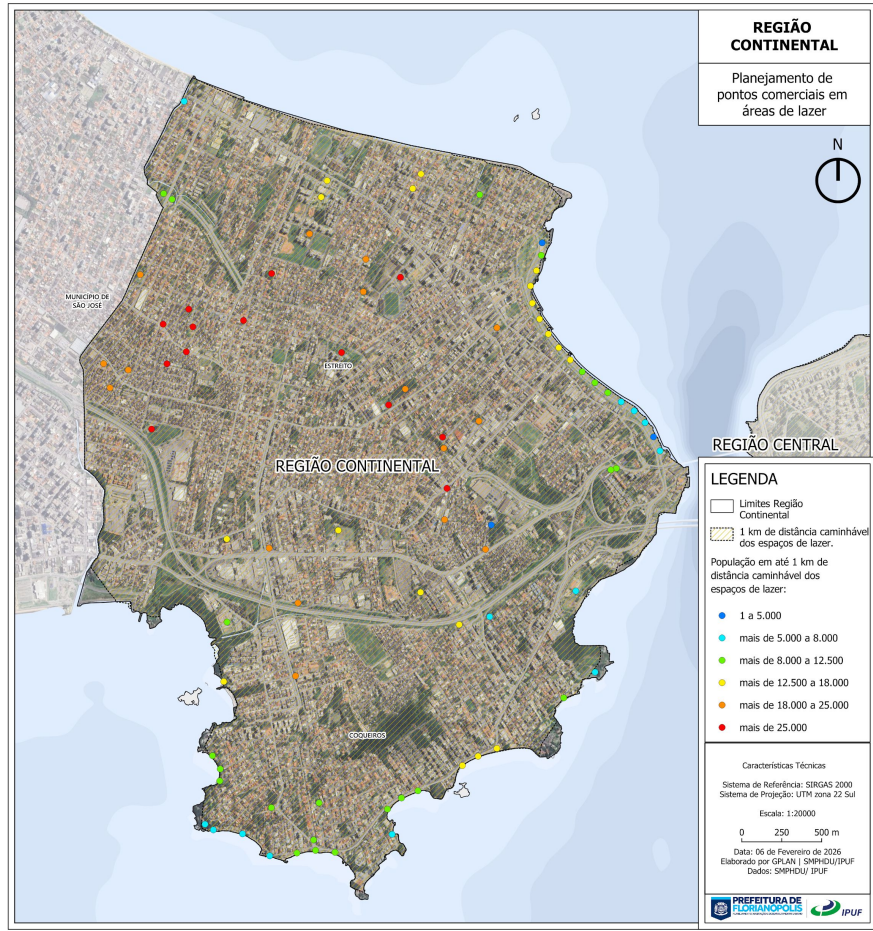 REGIÃO
CONTINENTAL
Planejamento de
pontos comerciais em
áreas de lazer
N
MUNICÍPIO DE
SÃO JOSÉ
ESTREITO
REGIÃO CONTINENTAL
REGIÃO CENTRAL
COQUEIROS
LEGENDA
Limites Região
Continental
1 km de distância caminhável
dos espaços de lazer.
População em até 1 km de
distância caminhável dos
espaços de lazer:
1 a 5.000
mais de 5.000 a 8.000
mais de 8.000 a 12.500
mais de 12.500 a 18.000
mais de 18.000 a 25.000
mais de 25.000
Características Técnicas
Sistema de Referência: SIRGAS 2000
Sistema de Projeção: UTM zona 22 Sul
Escala: 1:20000
0 250 500 m
Data: 06 de Fevereiro de 2026
Elaborado por GPLAN | SMPHDU/IPUF
Dados: SMPHDU/ IPUF
PREFEITURA DE
FLORIANÓPOLIS
IPUF